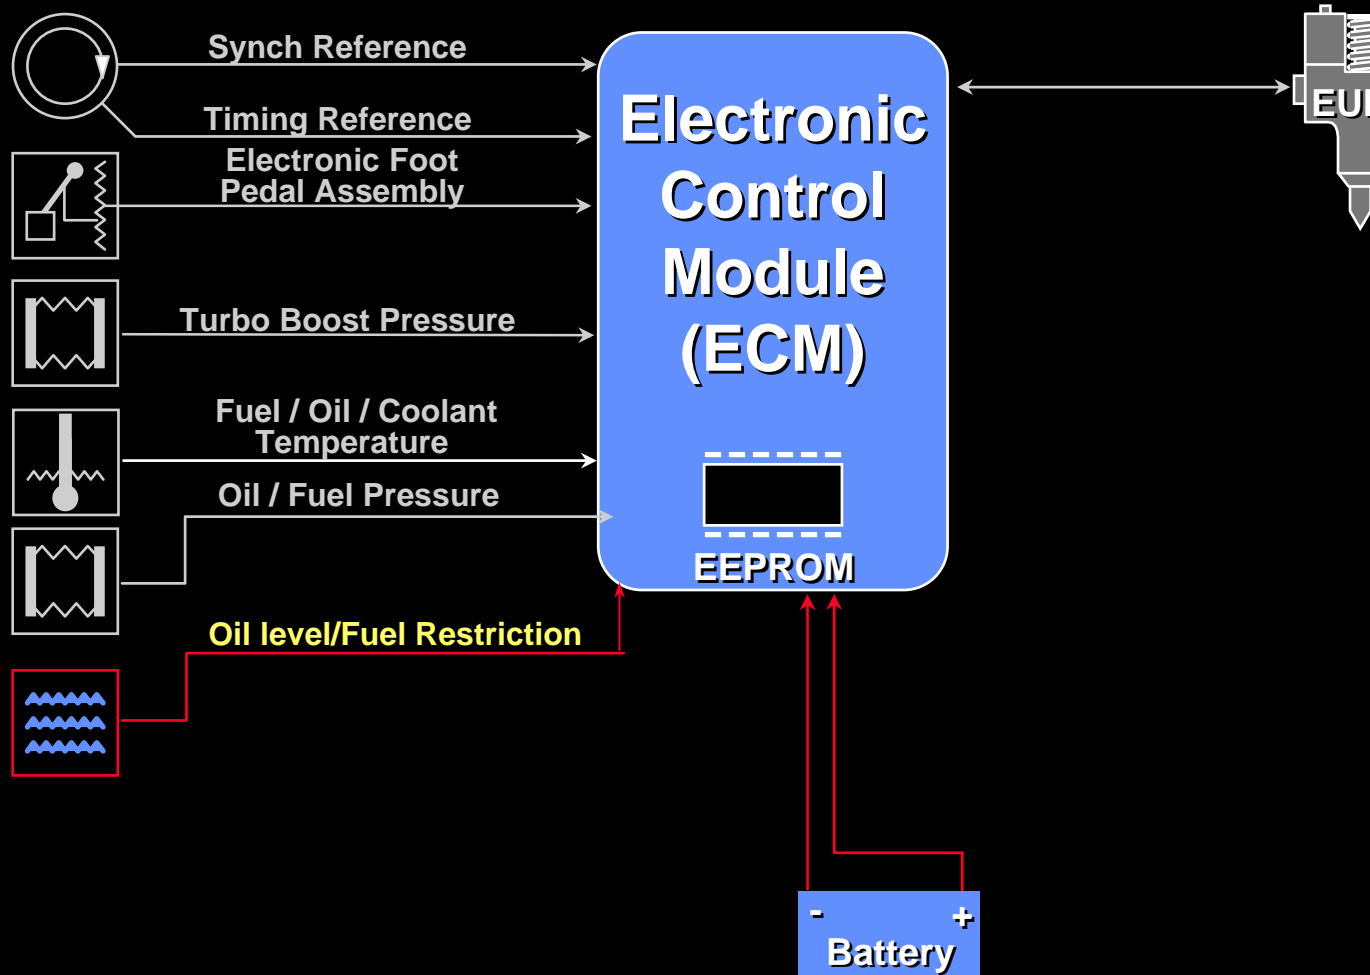 Synch Reference
Timing Reference
Electronic Foot
Pedal Assembly
Turbo Boost Pressure
Fuel / Oil / Coolant
Temperature
Oil / Fuel Pressure
Oil level/Fuel Restriction
Electronic
Control
Module
(ECM)
EEPROM
- +
Battery